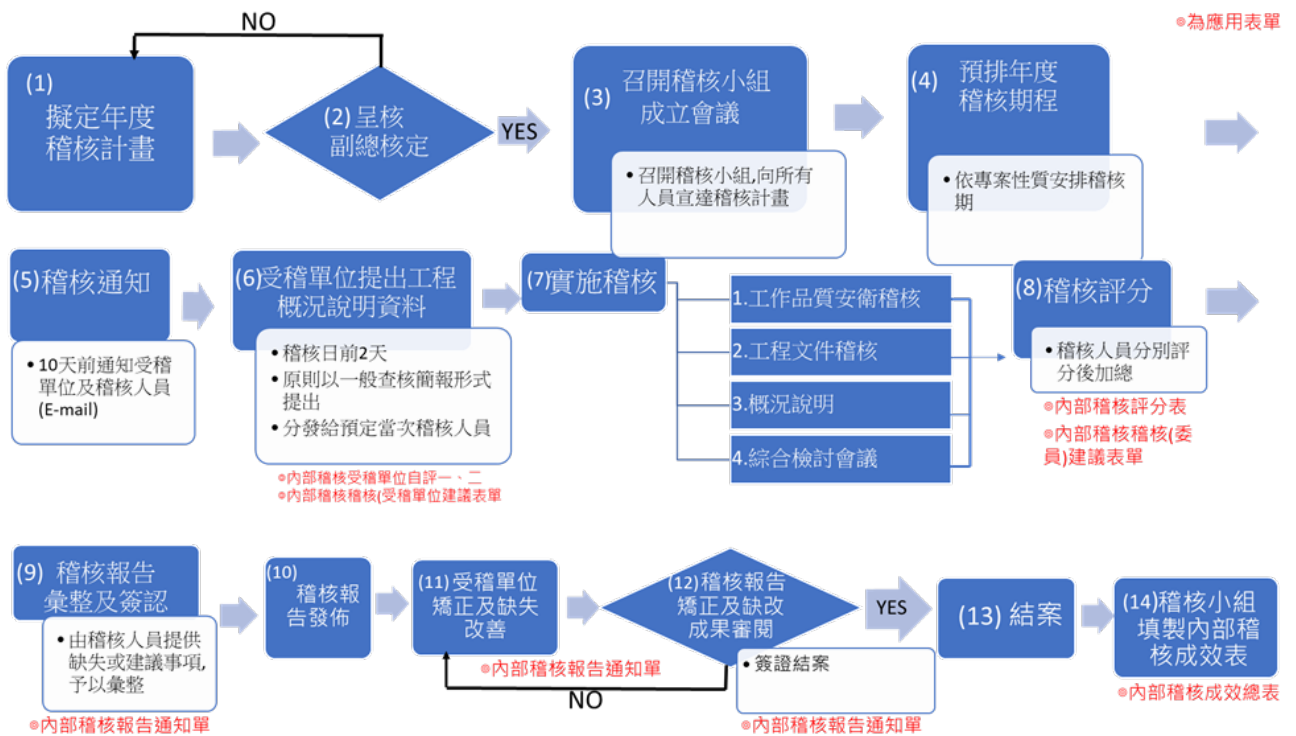 ◎為應用表單
NO
(1)
擬定年度
稽核計畫
(2) 呈核
副總核定
YES
(3)
召開稽核小組
成立會議
• 召開稽核小組,向所有
人員宣達稽核計畫
(4)
預排年度
稽核期程
• 依專案性質安排稽核
期
(5)稽核通知
• 10天前通知受稽
單位及稽核人員
(E-mail)
(6)受稽單位提出工程
概況說明資料
• 稽核日前2天
• 原則以一般查核簡報形式
提出
• 分發給預定當次稽核人員
◎內部稽核受稽單位自評一、二
◎內部稽核稽核(受稽單位建議表單
(7)實施稽核
1.工作品質安衛稽核
2.工程文件稽核
3.概況說明
4.綜合檢討會議
(8)稽核評分
• 稽核人員分別評
分後加總
◎內部稽核評分表
◎內部稽核稽核(委
員)建議表單
(9) 稽核報告
彙整及簽認
• 由稽核人員提供
缺失或建議事項,
予以彙整
◎內部稽核報告通知單
(10)
稽核報
告發佈
(11) 受稽單位
矯正及缺失
改善
◎內部稽核報告通知單
NO
(12)稽核報告
矯正及缺改
成果審閱
• 簽證結案
◎內部稽核報告通知單
YES
(13) 結案
(14)稽核小組
填製內部稽
核成效表
◎內部稽核成效總表